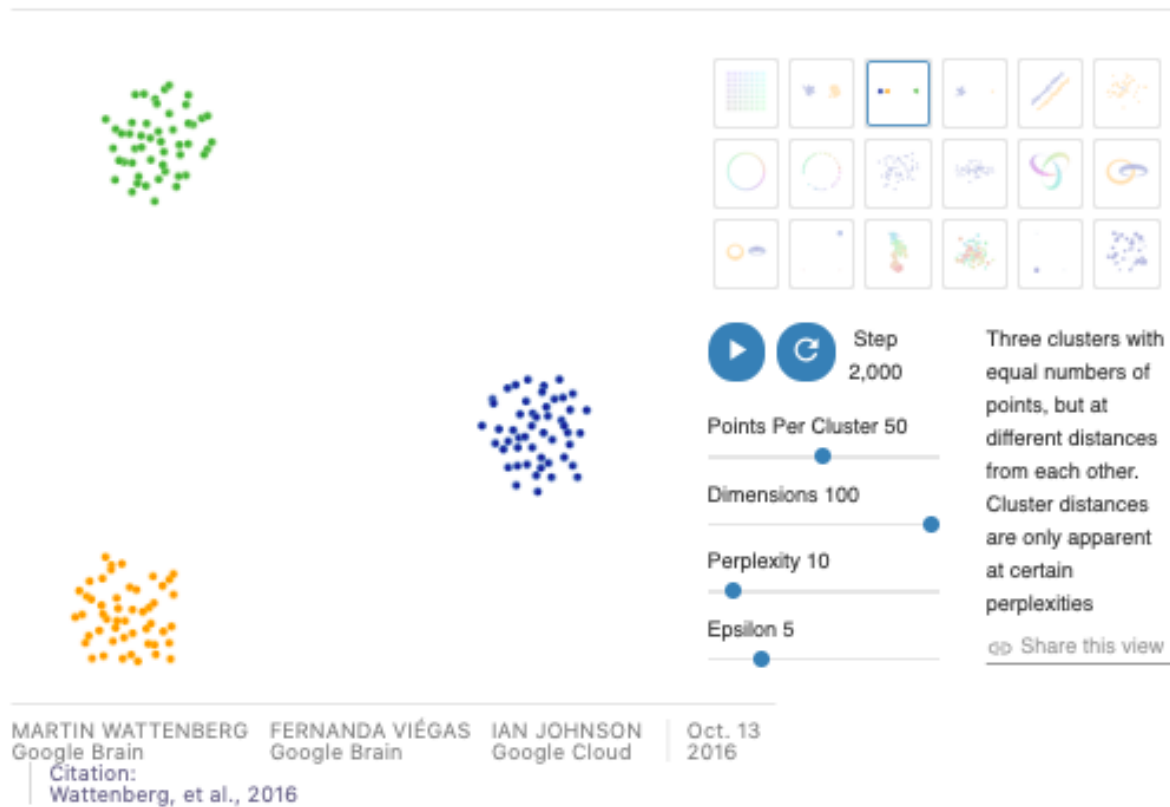 Step
2,000
Points Per Cluster 50
Dimensions 100
Perplexity 10
Epsilon 5
Three clusters with
equal numbers of
points, but at
different distances
from each other.
Cluster distances
are only apparent
at certain
perplexities
Share this view
MARTIN WATTENBERG
Google Brain
FERNANDA VIÉGAS
Google Brain
IAN JOHNSON
Google Cloud
Oct. 13
2016
Citation:
Wattenberg, et al., 2016